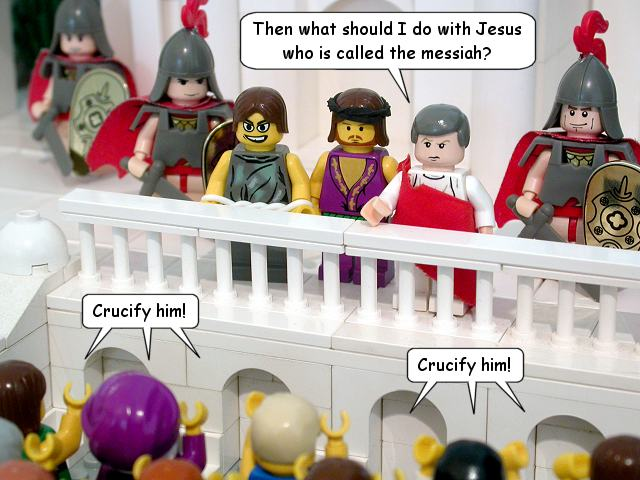 Then what should I do with Jesus
who is called the messiah?
Crucify him!
Crucify him!